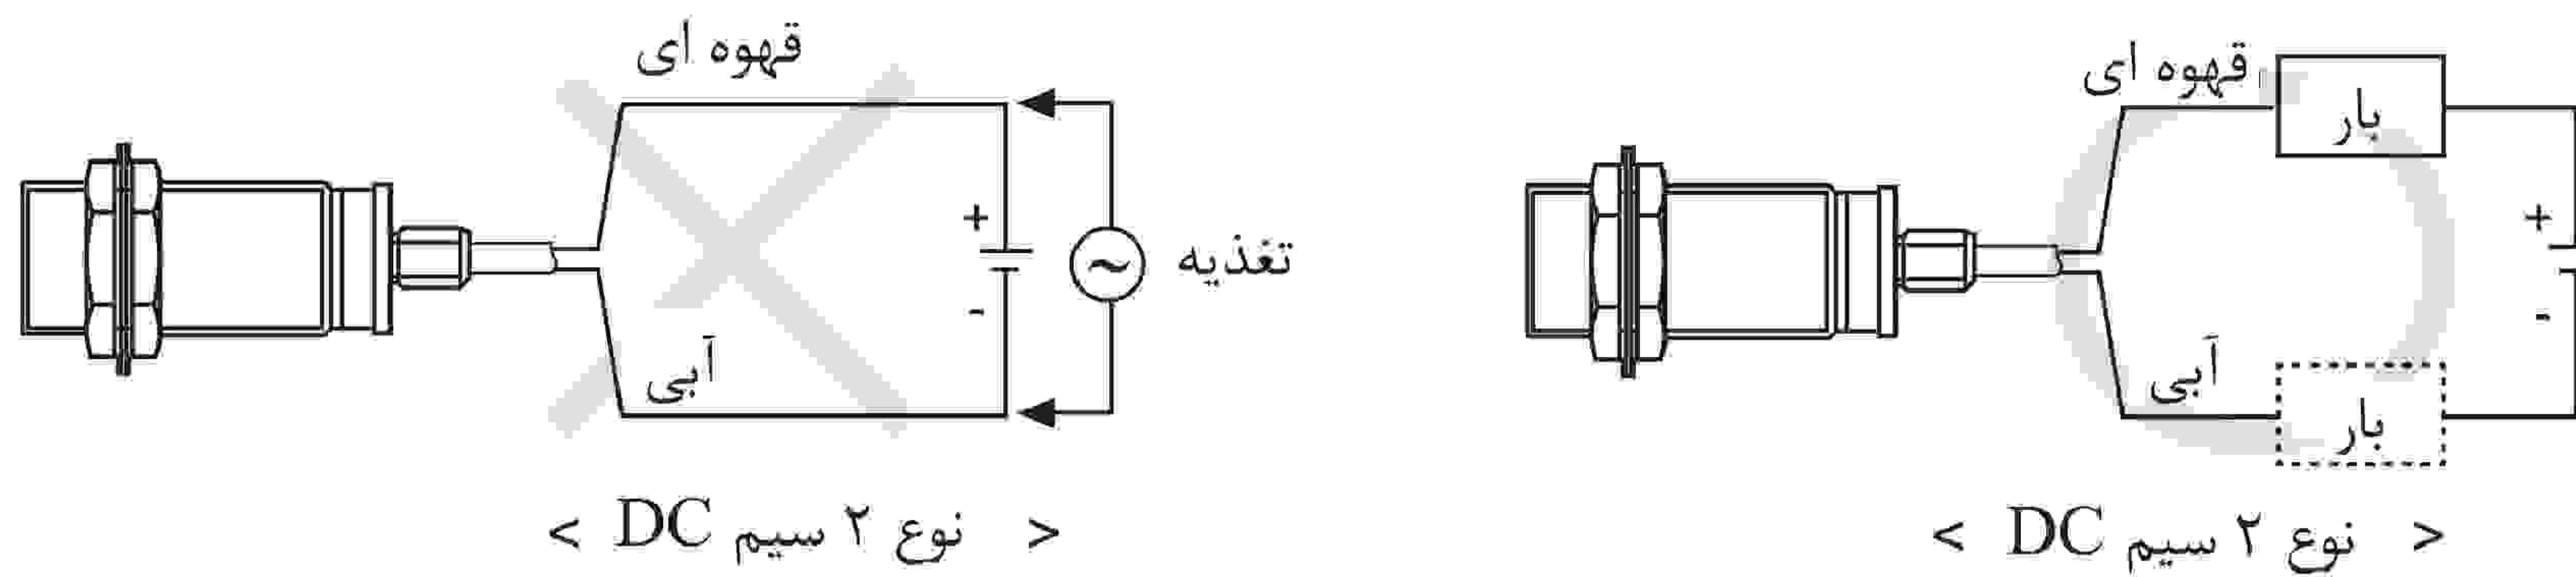 قهوه ای
+
-
تغذیه
آبی
< نوع ۲ سیم DC >
قهوه ای
بار
+
-
آبی
بار
< نوع ۲ سیم DC >